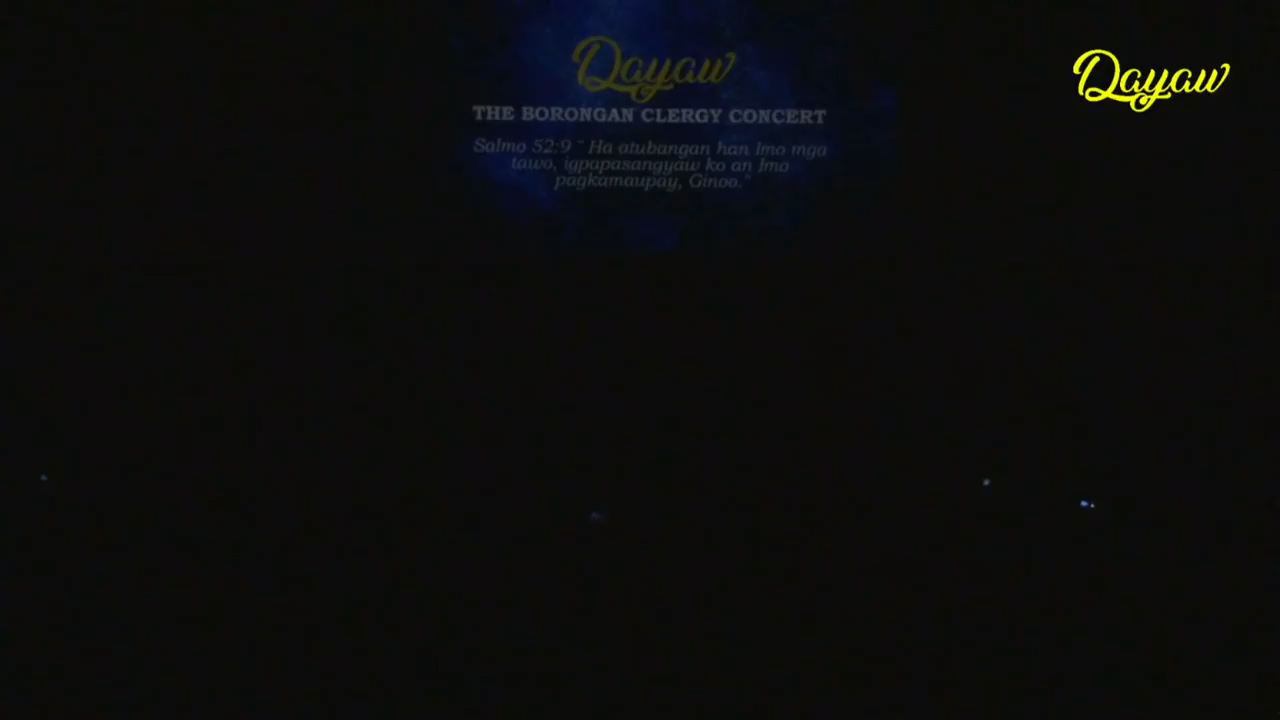 Dayaw
Dayaw
THE BORONGAN CLERGY CONCERT
Salmo 52:9 " Ha atubangan han Imo mga
tawo, igpapasangyaw ko an Imo
pagkamaupay, Ginoo."